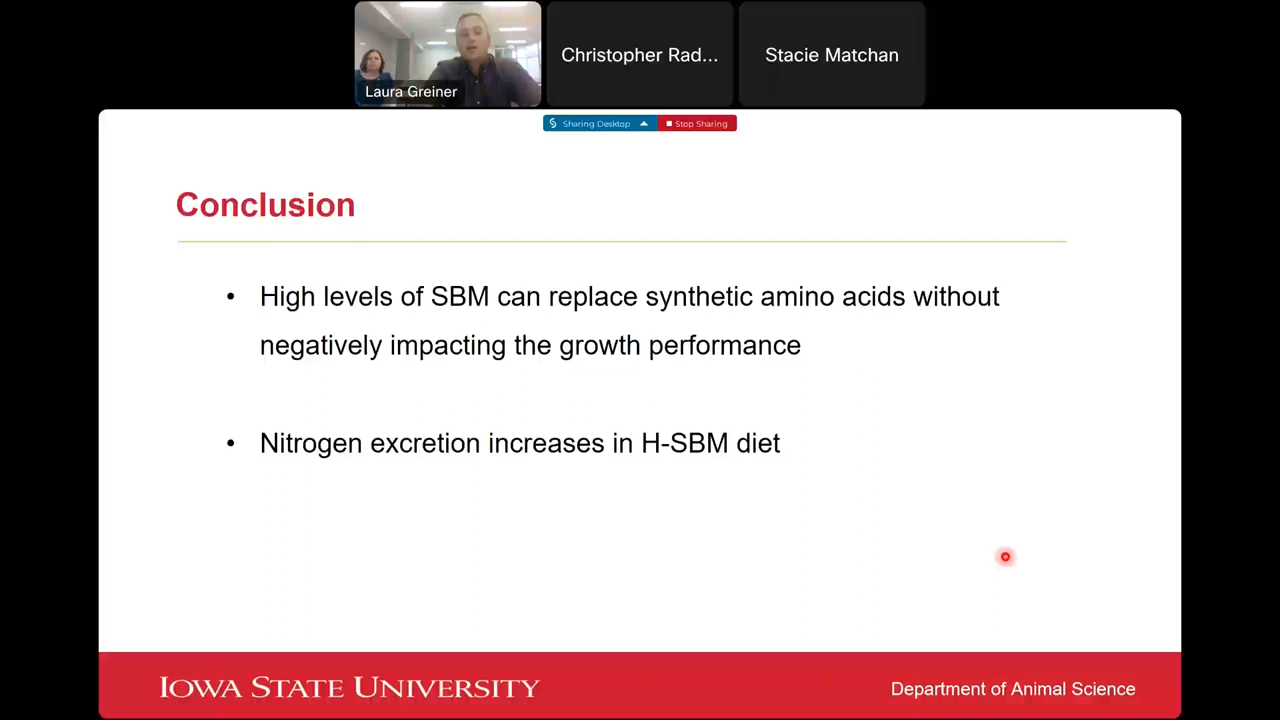 Christopher Rad...
Stacie Matchan
Laura Greiner
Sharing Desktop
Stop Sharing
Conclusion
• High levels of SBM can replace synthetic amino acids without
negatively impacting the growth performance
• Nitrogen excretion increases in H-SBM diet
IOWA STATE UNIVERSITY
Department of Animal Science